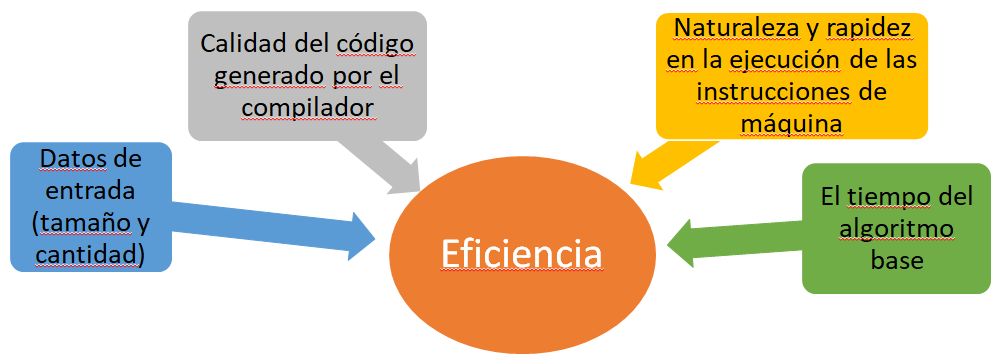 Calidad del código
generado por el
compilador
Naturaleza y rapidez
en la ejecución de las
instrucciones de
máquina
Datos de
entrada
(tamaño y
cantidad)
El tiempo del
algoritmo
base
Eficiencia